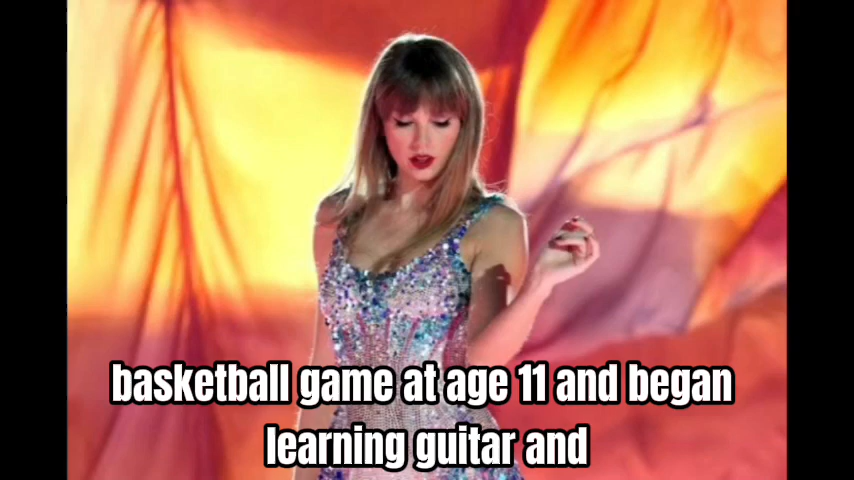 basketball game at age 11 and began
learning guitar and